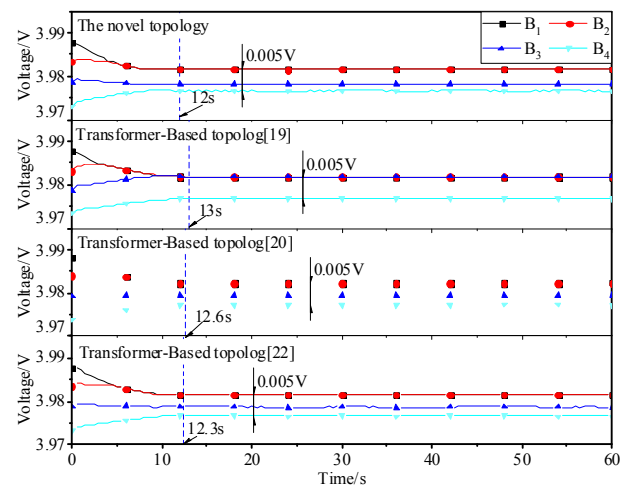 The novel topology
B₁ B₂
B₃ B₄
3.99
3.98
3.97
Voltage/V
0.005V
12s
Transformer-Based topolog[19]
3.99
3.98
3.97
Voltage/V
0.005V
13s
Transformer-Based topolog[20]
3.99
3.98
3.97
Voltage/V
0.005V
12.6s
Transformer-Based topolog[22]
3.99
3.98
3.97
Voltage/V
0.005V
12.3s
0 10 20 30 40 50 60
Time/s